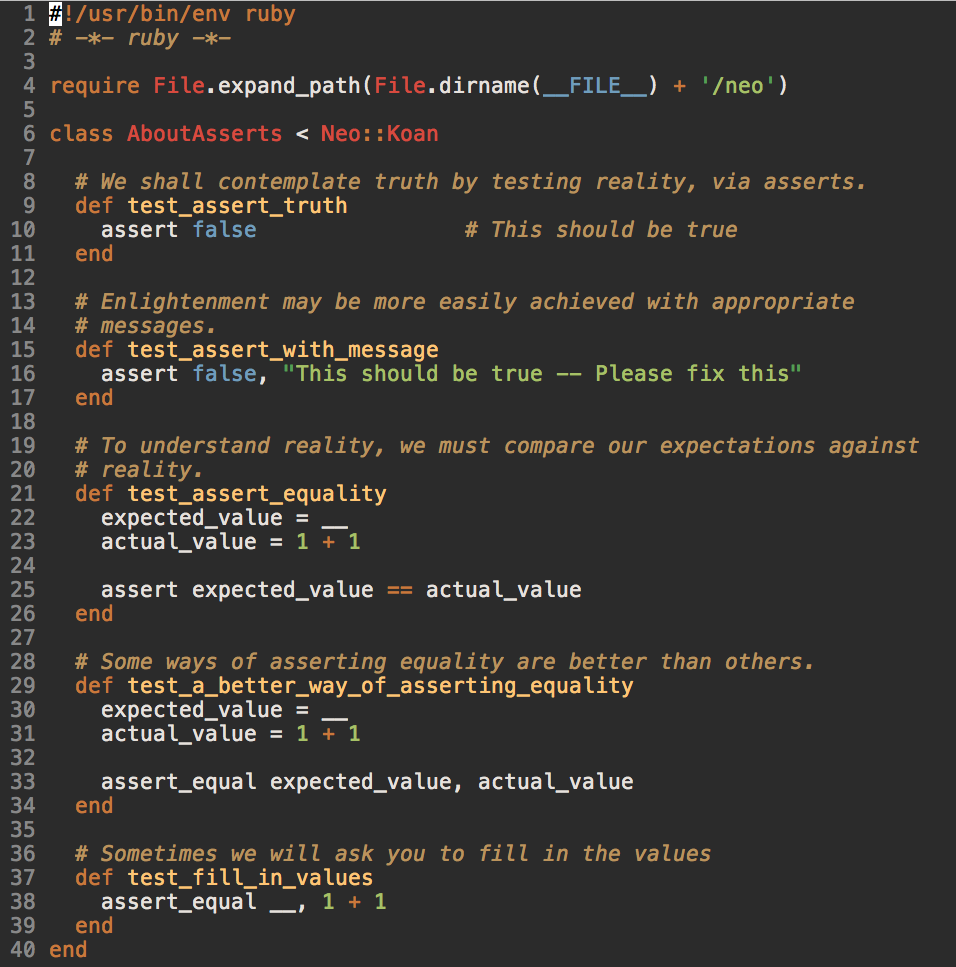 1 #!/usr/bin/env ruby
2 # -*- ruby -*-
3
4 require File.expand_path(File.dirname(__FILE__) + '/neo')
5
6 class AboutAsserts < Neo::Koan
7
8   # We shall contemplate truth by testing reality, via asserts.
9   def test_assert_truth
10     assert false                # This should be true
11   end
12
13   # Enlightenment may be more easily achieved with appropriate
14   # messages.
15   def test_assert_with_message
16     assert false, "This should be true -- Please fix this"
17   end
18
19   # To understand reality, we must compare our expectations against
20   # reality.
21   def test_assert_equality
22     expected_value = __
23     actual_value = 1 + 1
24
25     assert expected_value == actual_value
26   end
27
28   # Some ways of asserting equality are better than others.
29   def test_a_better_way_of_asserting_equality
30     expected_value = __
31     actual_value = 1 + 1
32
33     assert_equal expected_value, actual_value
34   end
35
36   # Sometimes we will ask you to fill in the values
37   def test_fill_in_values
38     assert_equal __, 1 + 1
39   end
40 end